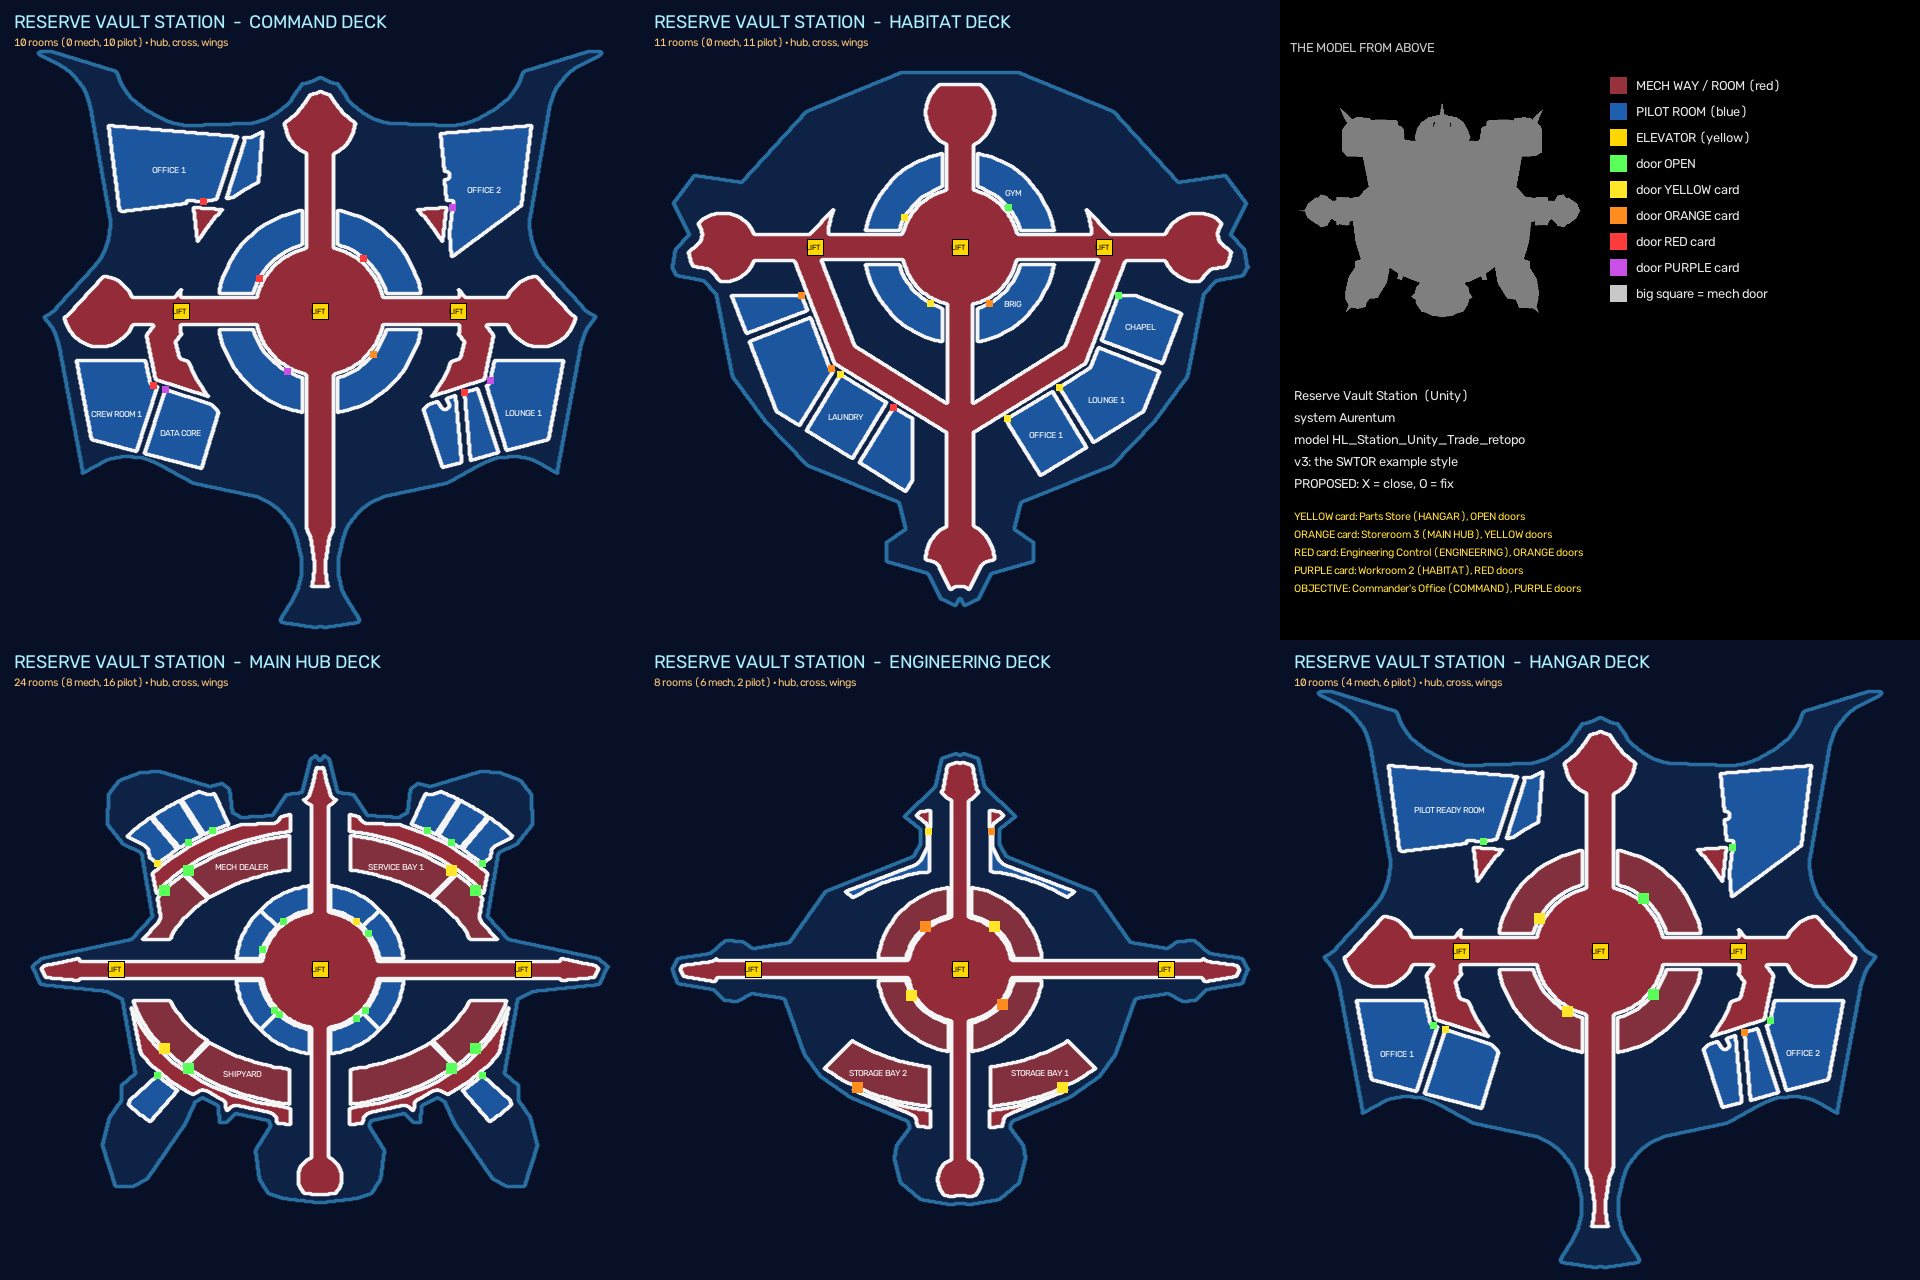 RESERVE VAULT STATION - COMMAND DECK
10 rooms (0 mech, 10 pilot) • hub, cross, wings
OFFICE 1
OFFICE 2
LIFT
LIFT
LIFT
CREW ROOM 1
DATA CORE
LOUNGE 1
RESERVE VAULT STATION - HABITAT DECK
11 rooms (0 mech, 11 pilot) • hub, cross, wings
GYM
LIFT
LIFT
LIFT
BRIG
CHAPEL
LOUNGE 1
LAUNDRY
OFFICE 1
THE MODEL FROM ABOVE
MECH WAY / ROOM (red)
PILOT ROOM (blue)
ELEVATOR (yellow)
door OPEN
door YELLOW card
door ORANGE card
door RED card
door PURPLE card
big square = mech door
Reserve Vault Station (Unity)
system Aurentum
model HL_Station_Unity_Trade_retopo
v3: the SWTOR example style
PROPOSED: X = close, O = fix
YELLOW card: Parts Store (HANGAR), OPEN doors
ORANGE card: Storeroom 3 (MAIN HUB), YELLOW doors
RED card: Engineering Control (ENGINEERING), ORANGE doors
PURPLE card: Workroom 2 (HABITAT), RED doors
OBJECTIVE: Commander's Office (COMMAND), PURPLE doors
RESERVE VAULT STATION - MAIN HUB DECK
24 rooms (8 mech, 16 pilot) • hub, cross, wings
MECH DEALER
SERVICE BAY 1
LIFT
LIFT
LIFT
SHIPYARD
RESERVE VAULT STATION - ENGINEERING DECK
8 rooms (6 mech, 2 pilot) • hub, cross, wings
LIFT
LIFT
LIFT
STORAGE BAY 2
STORAGE BAY 1
RESERVE VAULT STATION - HANGAR DECK
10 rooms (4 mech, 6 pilot) • hub, cross, wings
PILOT READY ROOM
LIFT
LIFT
LIFT
OFFICE 1
OFFICE 2